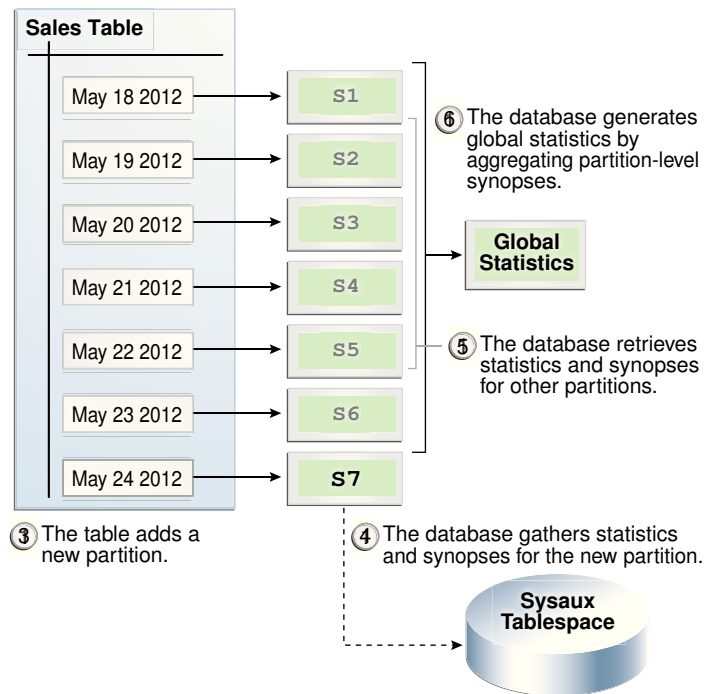 Sales Table
May 18 2012
S1
May 19 2012
S2
May 20 2012
S3
May 21 2012
S4
May 22 2012
S5
May 23 2012
S6
May 24 2012
S7
6 The database generates
global statistics by
aggregating partition-level
synopses.
Global
Statistics
5 The database retrieves
statistics and synopses
for other partitions.
3 The table adds a
new partition.
4 The database gathers statistics
and synopses for the new partition.
Sysaux
Tablespace